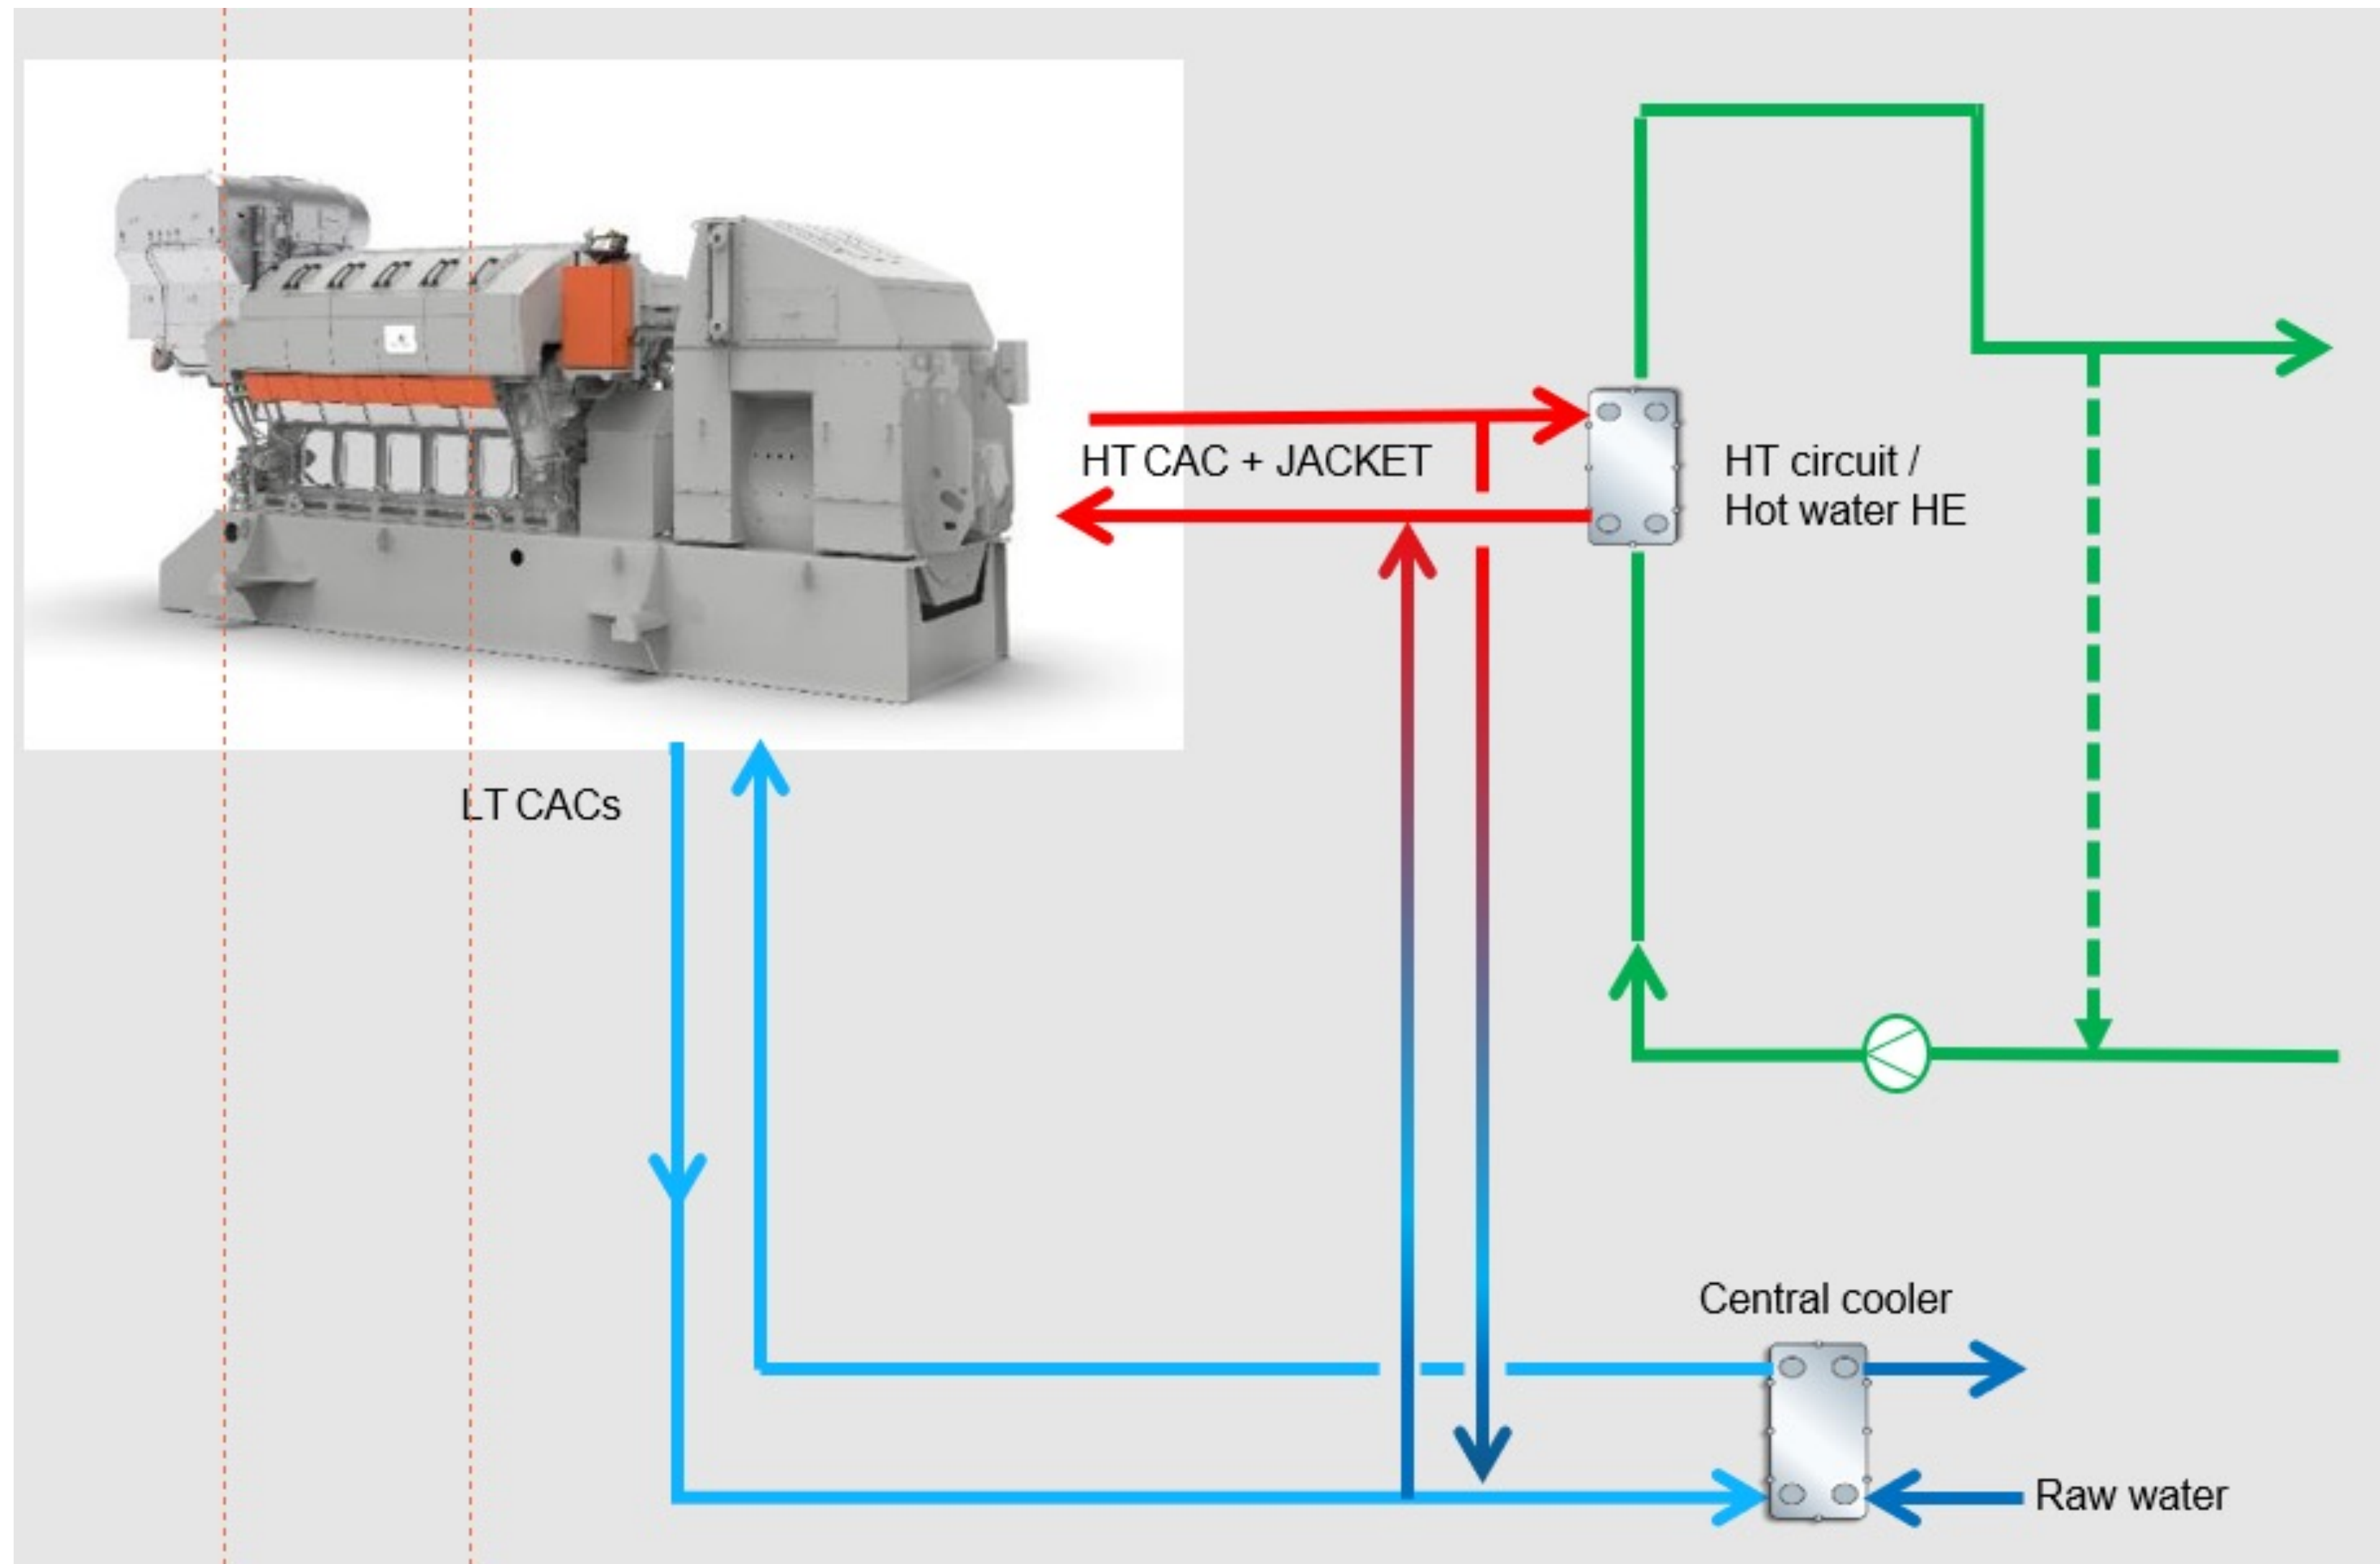 HT CAC + JACKET
HT circuit /
Hot water HE
LT CACs
Central cooler
Raw water